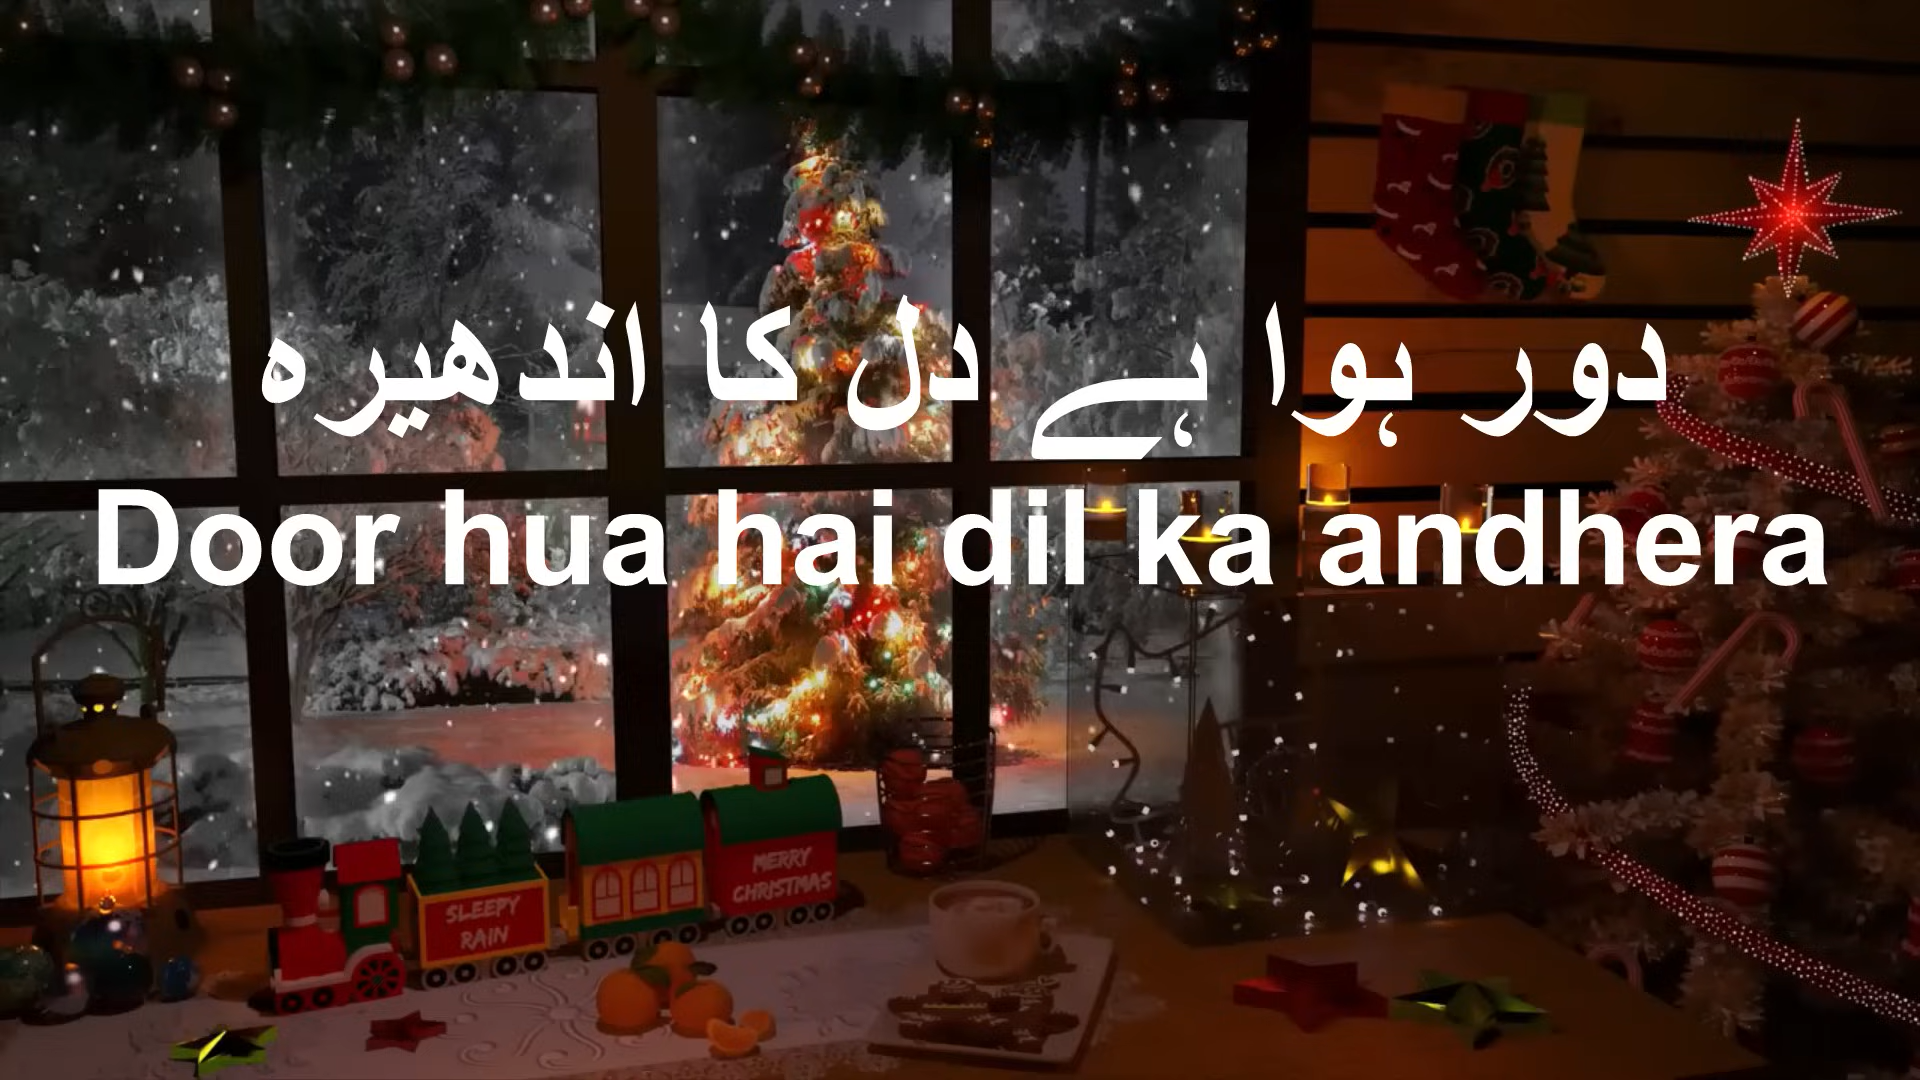 دور ہوا ہے دل کا اندھیرہ
Door hua hai dil ka andhera
SLEEPY
RAIN
MERRY
CHRISTMAS